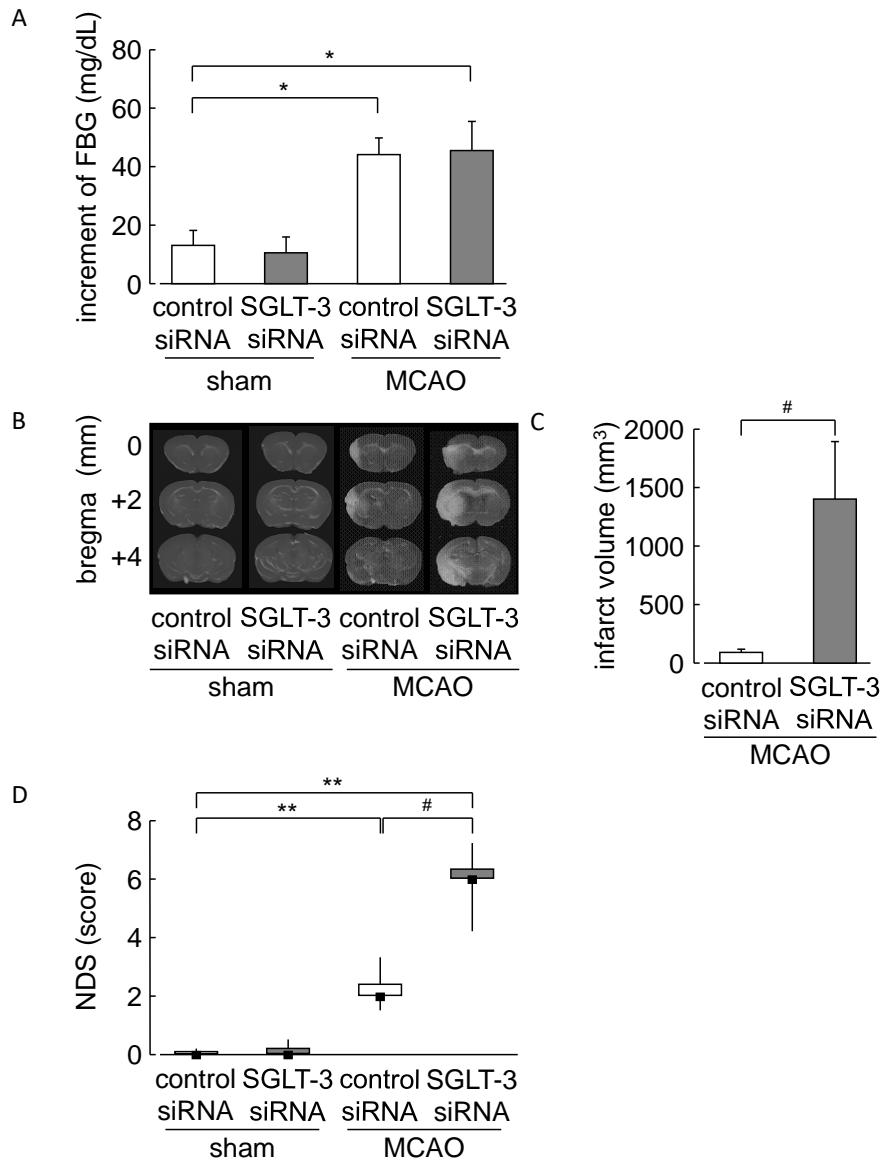 A
increment of FBG (mg/dL)
80
60
40
20
0
*
*
control SGLT-3 control SGLT-3
siRNA siRNA siRNA siRNA
sham MCAO
B
bregma (mm)
0
+2
+4
control SGLT-3 control SGLT-3
siRNA siRNA siRNA siRNA
sham MCAO
C
infarct volume (mm³)
2000
1500
1000
500
0
#
control SGLT-3
siRNA siRNA
MCAO
D
NDS (score)
8
6
4
2
0
**
** #
control SGLT-3 control SGLT-3
siRNA siRNA siRNA siRNA
sham MCAO